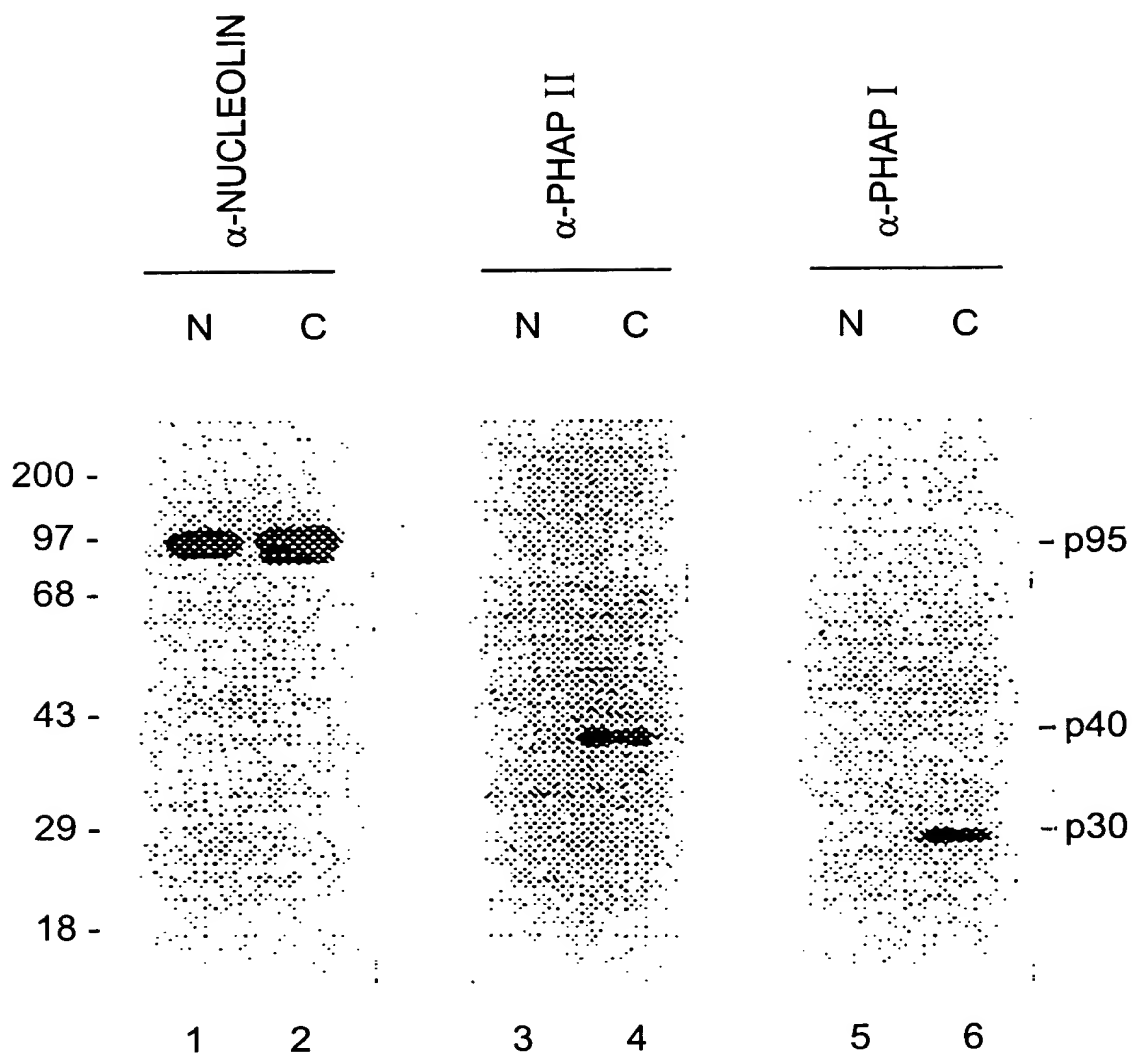 α-NUCLEOLIN
α-PHAP II
α-PHAP I
N C N C N C
200 -
97 -
68 -
43 -
29 -
18 -
- p95
- p40
- p30
1 2 3 4 5 6